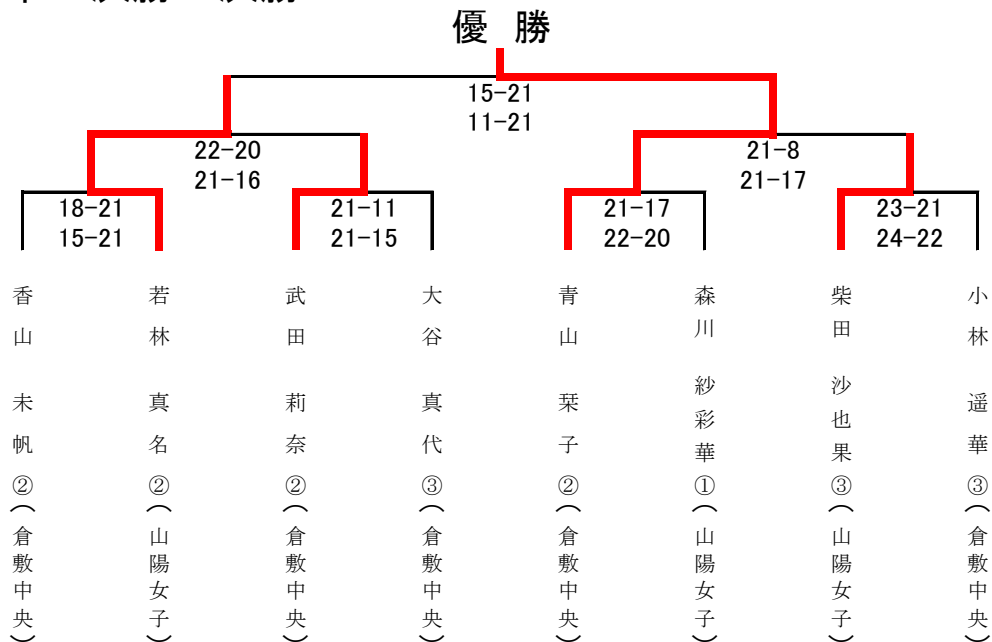 優 勝
15-21
11-21
22-20
21-16
21-8
21-17
18-21
15-21
21-11
21-15
21-17
22-20
23-21
24-22
香山 未帆②(倉敷中央)
若林 真名②(山陽女子)
武田 莉奈②(倉敷中央)
大谷 真代③(倉敷中央)
青山 栞子②(倉敷中央)
森川 紗彩華①(山陽女子)
柴田 沙也果③(山陽女子)
小林 遥華③(倉敷中央)